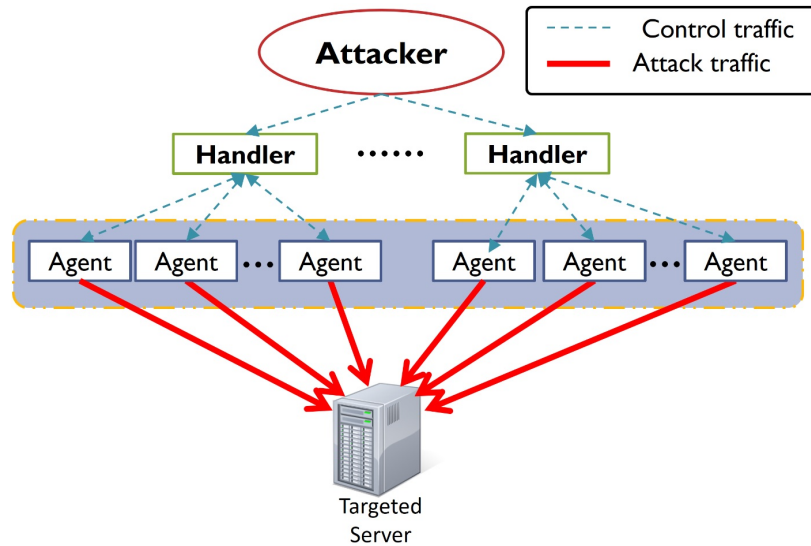 Attacker
Control traffic
Attack traffic
Handler ...... Handler
Agent Agent ... Agent Agent Agent ... Agent
Targeted
Server